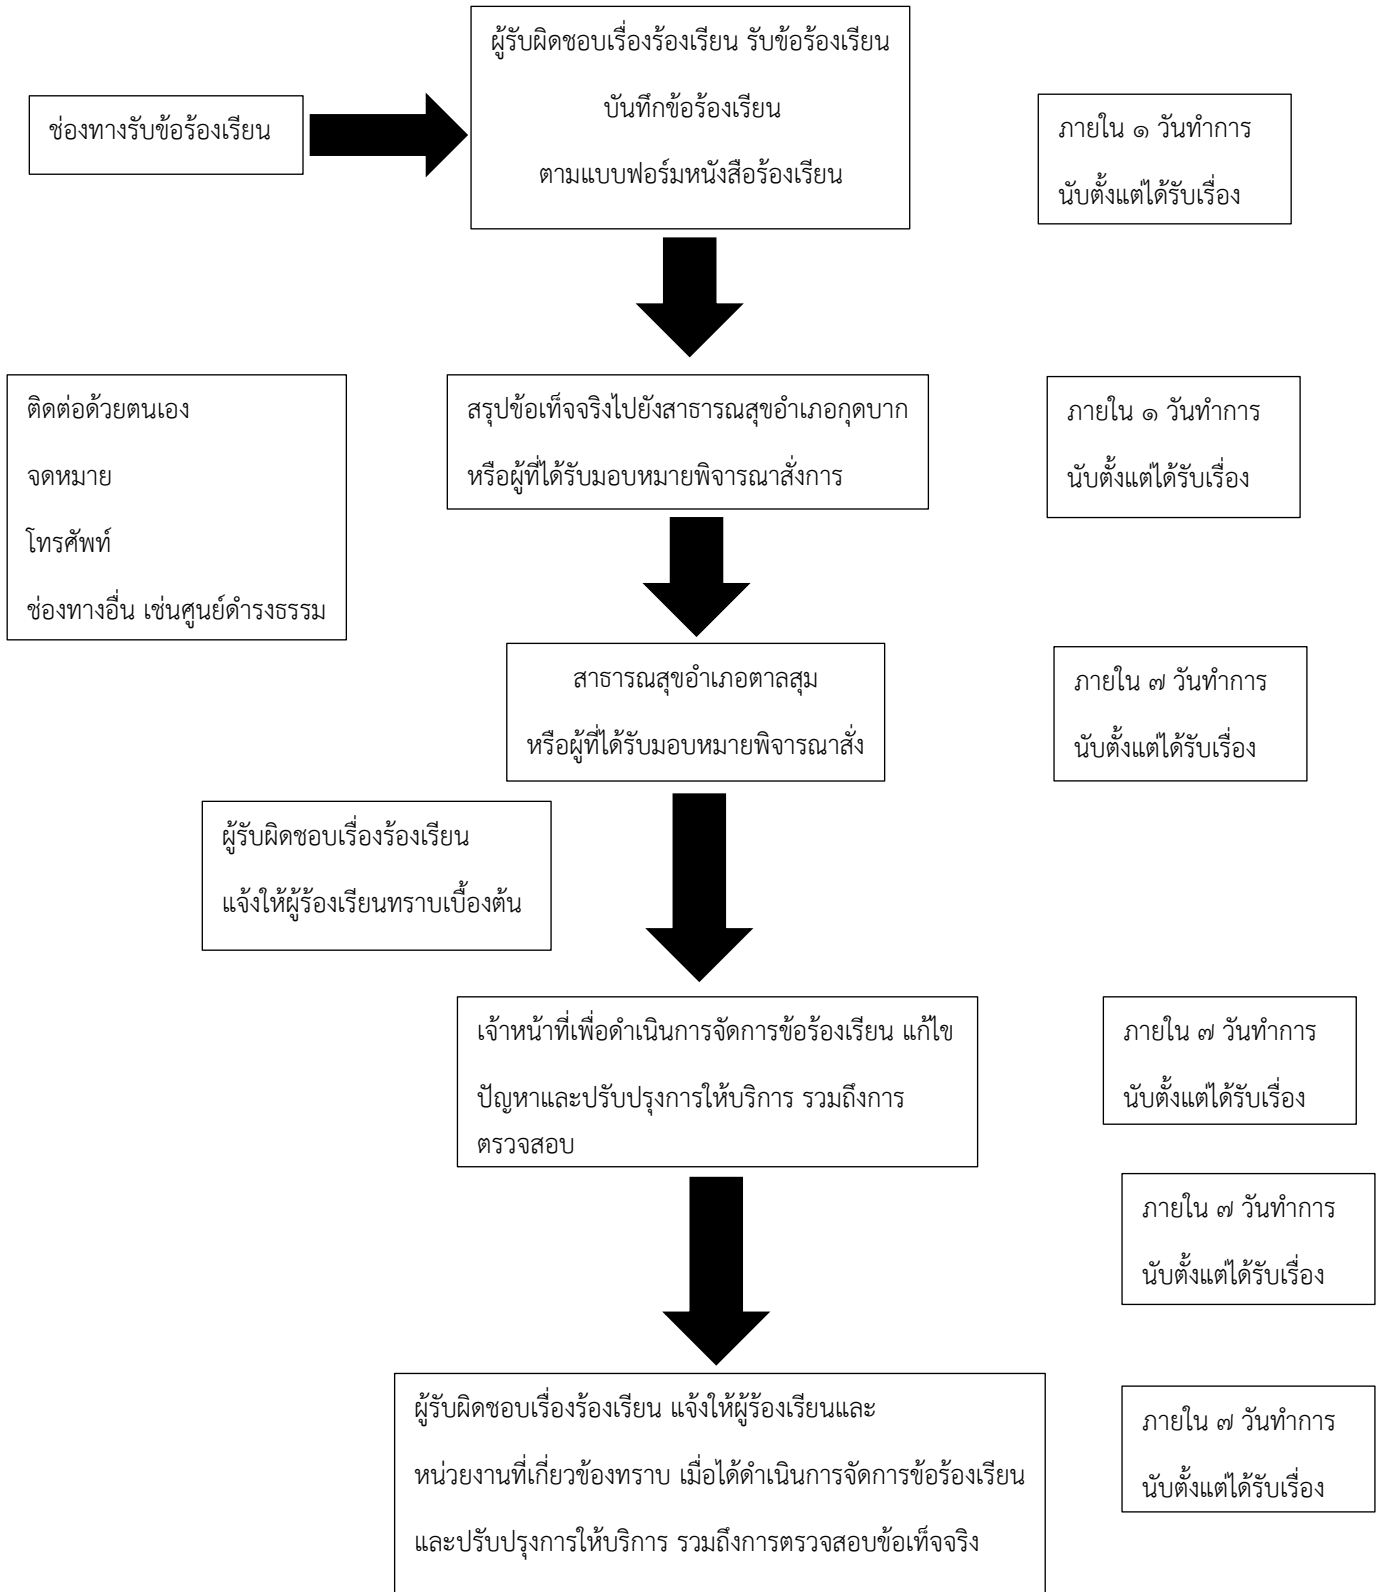 ผู้รับผิดชอบเรื่องร้องเรียน รับข้อร้องเรียน
บันทึกข้อร้องเรียน
ตามแบบฟอร์มหนังสือร้องเรียน
ช่องทางรับข้อร้องเรียน
ภายใน ๑ วันทำการ
นับตั้งแต่ได้รับเรื่อง
ติดต่อด้วยตนเอง
จดหมาย
โทรศัพท์
ช่องทางอื่น เช่นศูนย์ดำรงธรรม
สรุปข้อเท็จจริงไปยังสาธารณสุขอำเภอกุดบาก
หรือผู้ที่ได้รับมอบหมายพิจารณาสั่งการ
ภายใน ๑ วันทำการ
นับตั้งแต่ได้รับเรื่อง
สาธารณสุขอำเภอตาลสุม
หรือผู้ที่ได้รับมอบหมายพิจารณาสั่ง
ภายใน ๗ วันทำการ
นับตั้งแต่ได้รับเรื่อง
ผู้รับผิดชอบเรื่องร้องเรียน
แจ้งให้ผู้ร้องเรียนทราบเบื้องต้น
เจ้าหน้าที่เพื่อดำเนินการจัดการข้อร้องเรียน แก้ไข
ปัญหาและปรับปรุงการให้บริการ รวมถึงการ
ตรวจสอบ
ภายใน ๗ วันทำการ
นับตั้งแต่ได้รับเรื่อง
ภายใน ๗ วันทำการ
นับตั้งแต่ได้รับเรื่อง
ผู้รับผิดชอบเรื่องร้องเรียน แจ้งให้ผู้ร้องเรียนและ
หน่วยงานที่เกี่ยวข้องทราบ เมื่อได้ดำเนินการจัดการข้อร้องเรียน
และปรับปรุงการให้บริการ รวมถึงการตรวจสอบข้อเท็จจริง
ภายใน ๗ วันทำการ
นับตั้งแต่ได้รับเรื่อง